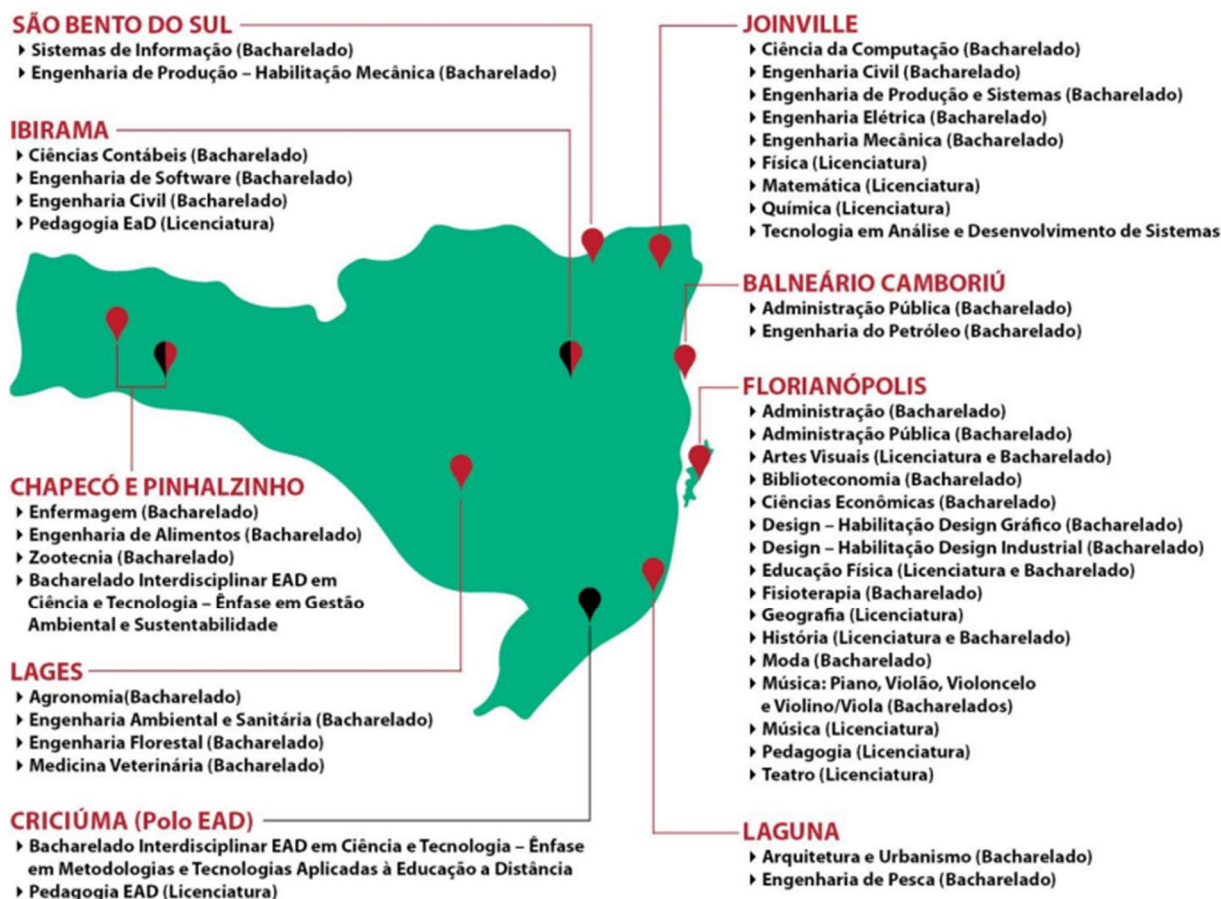 SÃO BENTO DO SUL
Sistemas de Informação (Bacharelado)
Engenharia de Produção – Habilitação Mecânica (Bacharelado)
IBIRAMA
Ciências Contábeis (Bacharelado)
Engenharia de Software (Bacharelado)
Engenharia Civil (Bacharelado)
Pedagogia EaD (Licenciatura)
CHAPECÓ E PINHALZINHO
Enfermagem (Bacharelado)
Engenharia de Alimentos (Bacharelado)
Zootecnia (Bacharelado)
Bacharelado Interdisciplinar EAD em
Ciência e Tecnologia – Ênfase em Gestão
Ambiental e Sustentabilidade
LAGES
Agronomia(Bacharelado)
Engenharia Ambiental e Sanitária (Bacharelado)
Engenharia Florestal (Bacharelado)
Medicina Veterinária (Bacharelado)
CRICIÚMA (Polo EAD)
Bacharelado Interdisciplinar EAD em Ciência e Tecnologia – Ênfase
em Metodologias e Tecnologias Aplicadas à Educação a Distância
Pedagogia EAD (Licenciatura)
JOINVILLE
Ciência da Computação (Bacharelado)
Engenharia Civil (Bacharelado)
Engenharia de Produção e Sistemas (Bacharelado)
Engenharia Elétrica (Bacharelado)
Engenharia Mecânica (Bacharelado)
Física (Licenciatura)
Matemática (Licenciatura)
Química (Licenciatura)
Tecnologia em Análise e Desenvolvimento de Sistemas
BALNEÁRIO CAMBORIÚ
Administração Pública (Bacharelado)
Engenharia do Petróleo (Bacharelado)
FLORIANÓPOLIS
Administração (Bacharelado)
Administração Pública (Bacharelado)
Artes Visuais (Licenciatura e Bacharelado)
Biblioteconomia (Bacharelado)
Ciências Econômicas (Bacharelado)
Design – Habilitação Design Gráfico (Bacharelado)
Design – Habilitação Design Industrial (Bacharelado)
Educação Física (Licenciatura e Bacharelado)
Fisioterapia (Bacharelado)
Geografia (Licenciatura)
História (Licenciatura e Bacharelado)
Moda (Bacharelado)
Música: Piano, Violão, Violoncelo
e Violino/Viola (Bacharelados)
Música (Licenciatura)
Pedagogia (Licenciatura)
Teatro (Licenciatura)
LAGUNA
Arquitetura e Urbanismo (Bacharelado)
Engenharia de Pesca (Bacharelado)